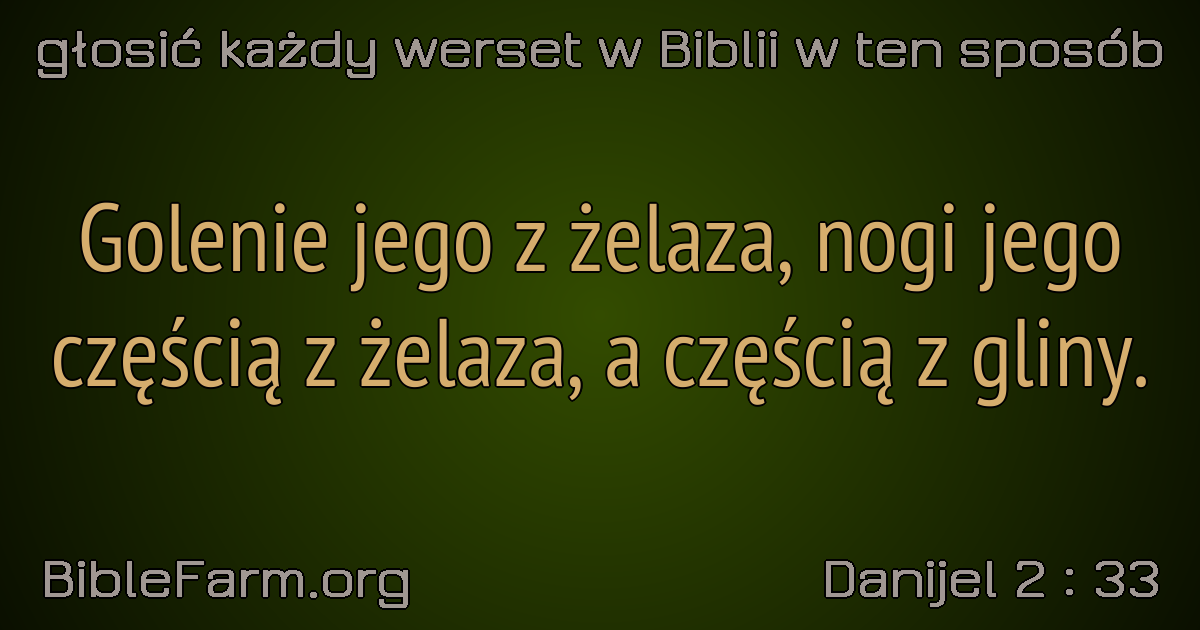 głosić każdy werset w Biblii w ten sposób
Golenie jego z żelaza, nogi jego
częścią z żelaza, a częścią z gliny.
BibleFarm.org
Danijel 2 : 33